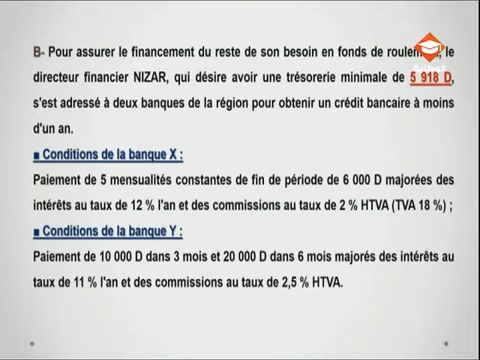 B- Pour assurer le financement du reste de son besoin en fonds de roulement, le
directeur financier NIZAR, qui désire avoir une trésorerie minimale de 5 918 D,
s'est adressé à deux banques de la région pour obtenir un crédit bancaire à moins
d'un an.
■ Conditions de la banque X :
Paiement de 5 mensualités constantes de fin de période de 6 000 D majorées des
intérêts au taux de 12 % l'an et des commissions au taux de 2 % HTVA (TVA 18 %) ;
■ Conditions de la banque Y :
Paiement de 10 000 D dans 3 mois et 20 000 D dans 6 mois majorés des intérêts au
taux de 11 % l'an et des commissions au taux de 2,5 % HTVA.